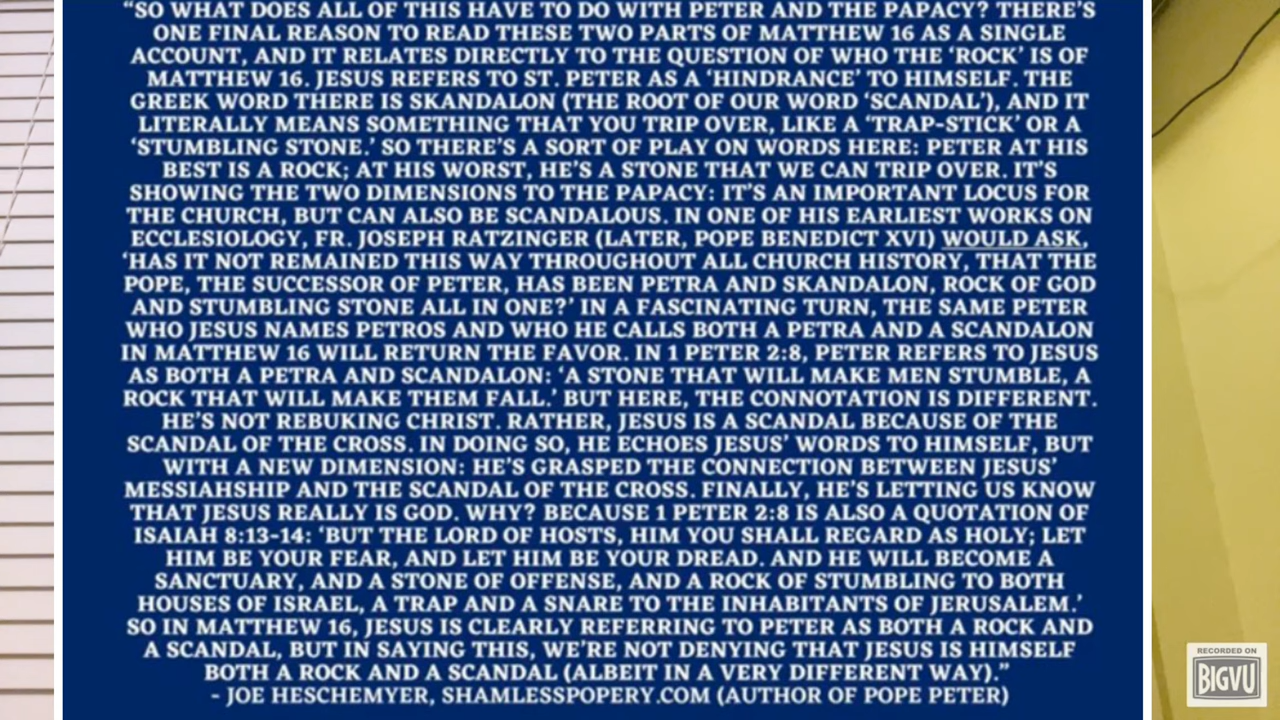 “SO WHAT DOES ALL OF THIS HAVE TO DO WITH PETER AND THE PAPACY? THERE’S
ONE FINAL REASON TO READ THESE TWO PARTS OF MATTHEW 16 AS A SINGLE
ACCOUNT, AND IT RELATES DIRECTLY TO THE QUESTION OF WHO THE ‘ROCK’ IS OF
MATTHEW 16. JESUS REFERS TO ST. PETER AS A ‘HINDRANCE’ TO HIMSELF. THE
GREEK WORD THERE IS SKANDALON (THE ROOT OF OUR WORD ‘SCANDAL’), AND IT
LITERALLY MEANS SOMETHING THAT YOU TRIP OVER, LIKE A ‘TRAP-STICK’ OR A
‘STUMBLING STONE.’ SO THERE’S A SORT OF PLAY ON WORDS HERE: PETER AT HIS
BEST IS A ROCK; AT HIS WORST, HE’S A STONE THAT WE CAN TRIP OVER. IT’S
SHOWING THE TWO DIMENSIONS TO THE PAPACY: IT’S AN IMPORTANT LOCUS FOR
THE CHURCH, BUT CAN ALSO BE SCANDALOUS. IN ONE OF HIS EARLIEST WORKS ON
ECCLESIOLOGY, FR. JOSEPH RATZINGER (LATER, POPE BENEDICT XVI) WOULD ASK,
‘HAS IT NOT REMAINED THIS WAY THROUGHOUT ALL CHURCH HISTORY, THAT THE
POPE, THE SUCCESSOR OF PETER, HAS BEEN PETRA AND SKANDALON, ROCK OF GOD
AND STUMBLING STONE ALL IN ONE?’ IN A FASCINATING TURN, THE SAME PETER
WHO JESUS NAMES PETROS AND WHO HE CALLS BOTH A PETRA AND A SCANDALON
IN MATTHEW 16 WILL RETURN THE FAVOR. IN 1 PETER 2:8, PETER REFERS TO JESUS
AS BOTH A PETRA AND SCANDALON: ‘A STONE THAT WILL MAKE MEN STUMBLE, A
ROCK THAT WILL MAKE THEM FALL.’ BUT HERE, THE CONNOTATION IS DIFFERENT.
HE’S NOT REBUKING CHRIST. RATHER, JESUS IS A SCANDAL BECAUSE OF THE
SCANDAL OF THE CROSS. IN DOING SO, HE ECHOES JESUS’ WORDS TO HIMSELF, BUT
WITH A NEW DIMENSION: HE’S GRASPED THE CONNECTION BETWEEN JESUS’
MESSIAHSHIP AND THE SCANDAL OF THE CROSS. FINALLY, HE’S LETTING US KNOW
THAT JESUS REALLY IS GOD. WHY? BECAUSE 1 PETER 2:8 IS ALSO A QUOTATION OF
ISAIAH 8:13-14: ‘BUT THE LORD OF HOSTS, HIM YOU SHALL REGARD AS HOLY; LET
HIM BE YOUR FEAR, AND LET HIM BE YOUR DREAD. AND HE WILL BECOME A
SANCTUARY, AND A STONE OF OFFENSE, AND A ROCK OF STUMBLING TO BOTH
HOUSES OF ISRAEL, A TRAP AND A SNARE TO THE INHABITANTS OF JERUSALEM.’
SO IN MATTHEW 16, JESUS IS CLEARLY REFERRING TO PETER AS BOTH A ROCK AND
A SCANDAL, BUT IN SAYING THIS, WE’RE NOT DENYING THAT JESUS IS HIMSELF
BOTH A ROCK AND A SCANDAL (ALBEIT IN A VERY DIFFERENT WAY).”
- JOE HESCHEMYER, SHAMLESSPOPERY.COM (AUTHOR OF POPE PETER)
RECORDED ON
BIGVU